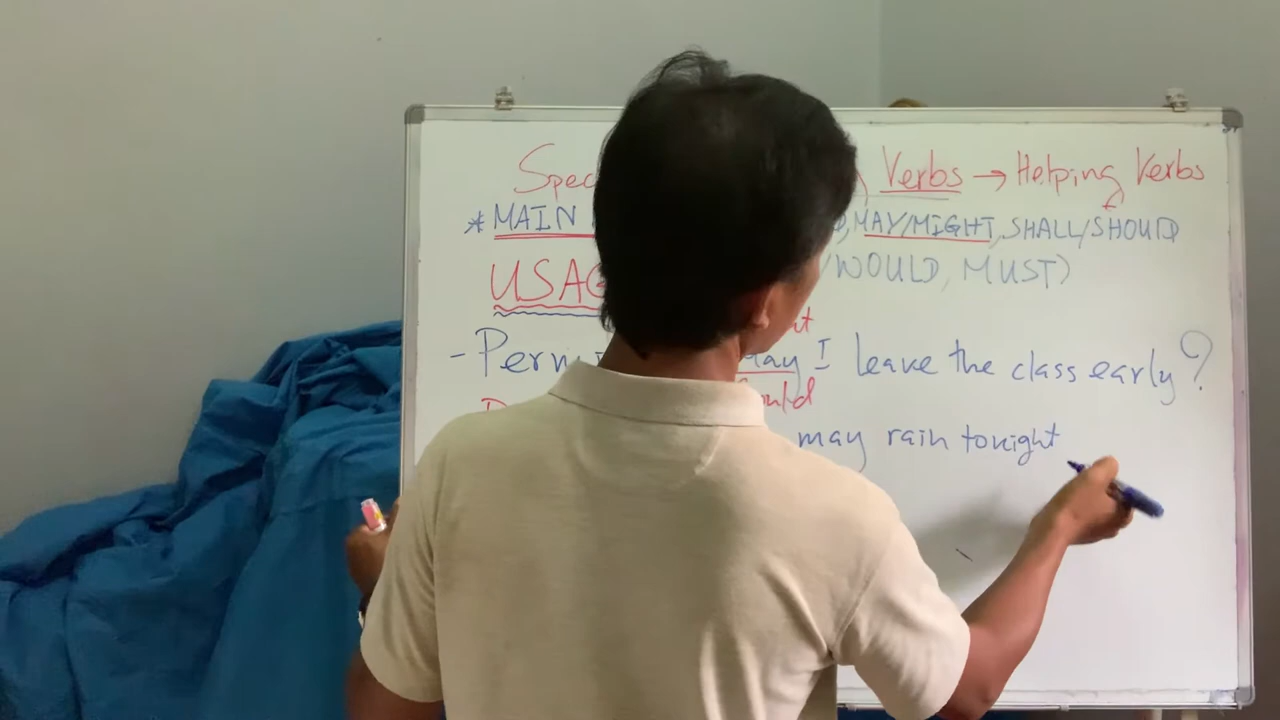 Spec Verbs → Helping Verbs
* MAIN , MAY/MIGHT, SHALL/SHOULD
USAG /WOULD, MUST)
- Perm May I leave the class early?
ould
may rain tonight